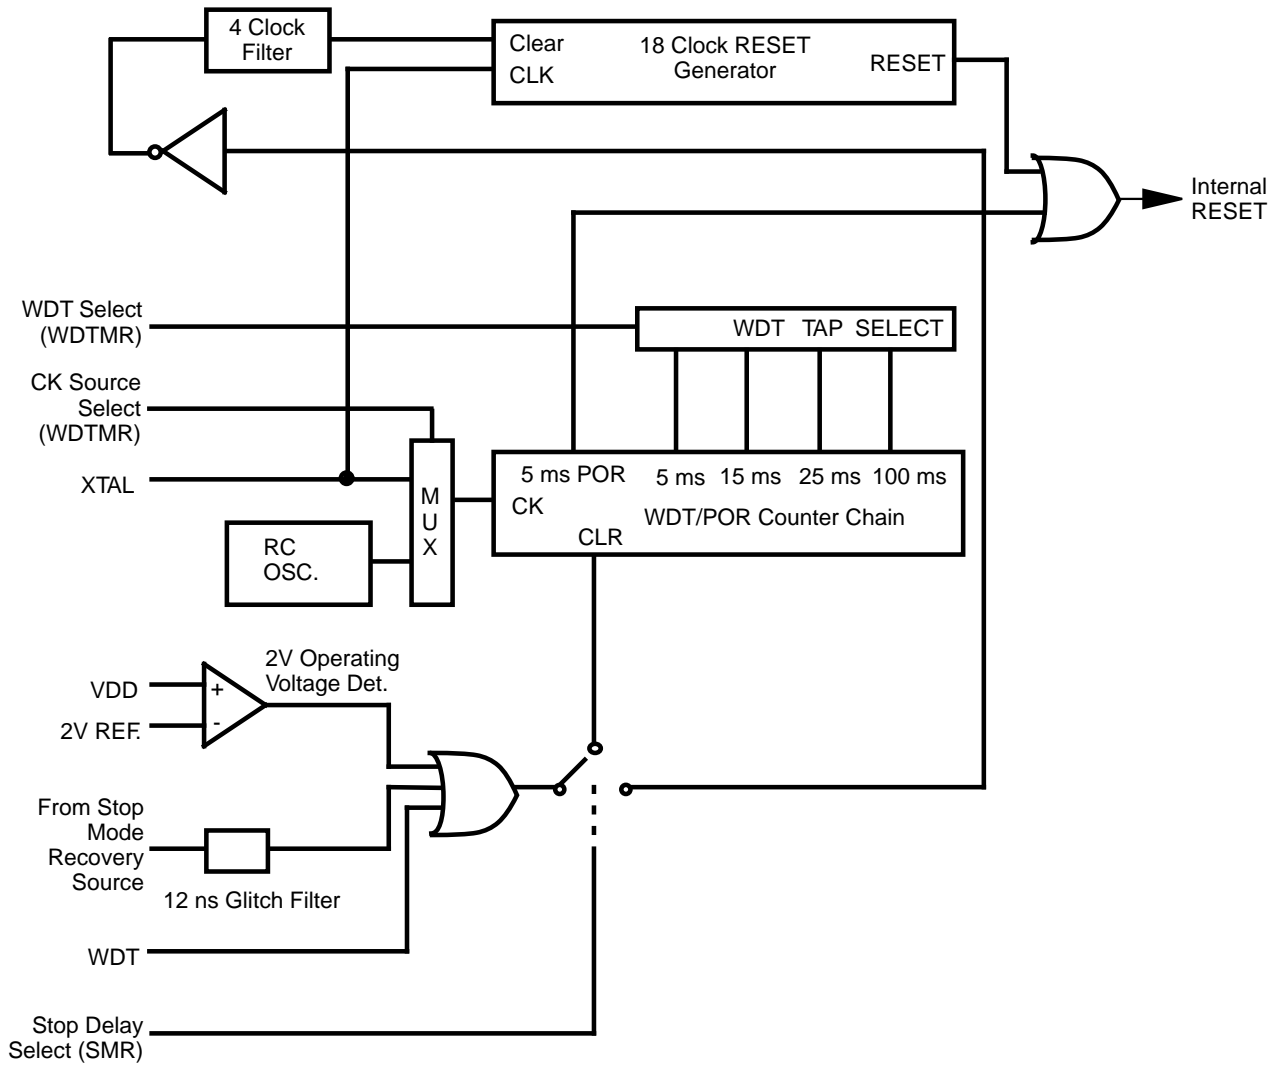 4 Clock
Filter
Clear
CLK
18 Clock RESET
Generator
RESET
Internal
RESET
WDT Select
(WDTMR)
WDT TAP SELECT
CK Source
Select
(WDTMR)
XTAL
M
U
X
5 ms POR
5 ms
15 ms
25 ms
100 ms
CK
WDT/POR Counter Chain
CLR
RC
OSC.
2V Operating
Voltage Det.
VDD
+
2V REF.
-
From Stop
Mode
Recovery
Source
12 ns Glitch Filter
WDT
Stop Delay
Select (SMR)